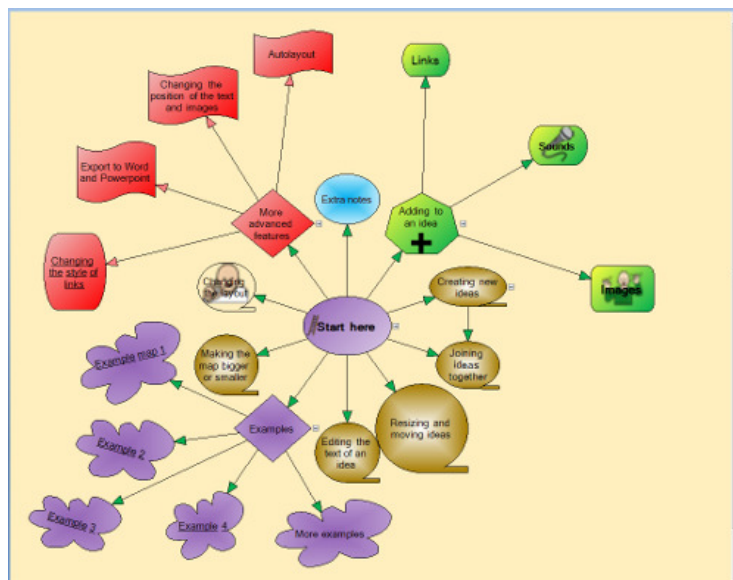 Autolayout
Links
Changing the
position of the text
and images
Sounds
Export to Word
and Powerpoint
Extra notes
More
advanced
features
Adding to
an idea
Changing
the style of
links
Changing
the layout
Creating new
ideas
Images
Start here
Example map 1
Making the
map bigger
or smaller
Joining
Ideas
together
Examples
Resizing and
moving ideas
Editing the
text of an
idea
Example 2
Example 3
Example 4
More examples